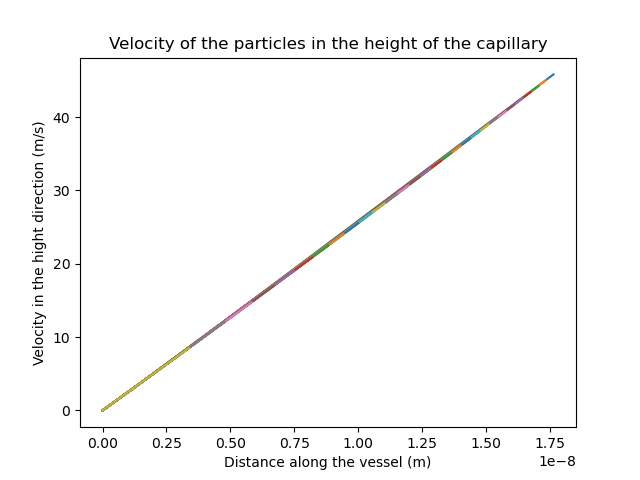 Velocity of the particles in the height of the capillary
Velocity in the hight direction (m/s)
40
30
20
10
0
0.00 0.25 0.50 0.75 1.00 1.25 1.50 1.75
1e−8
Distance along the vessel (m)